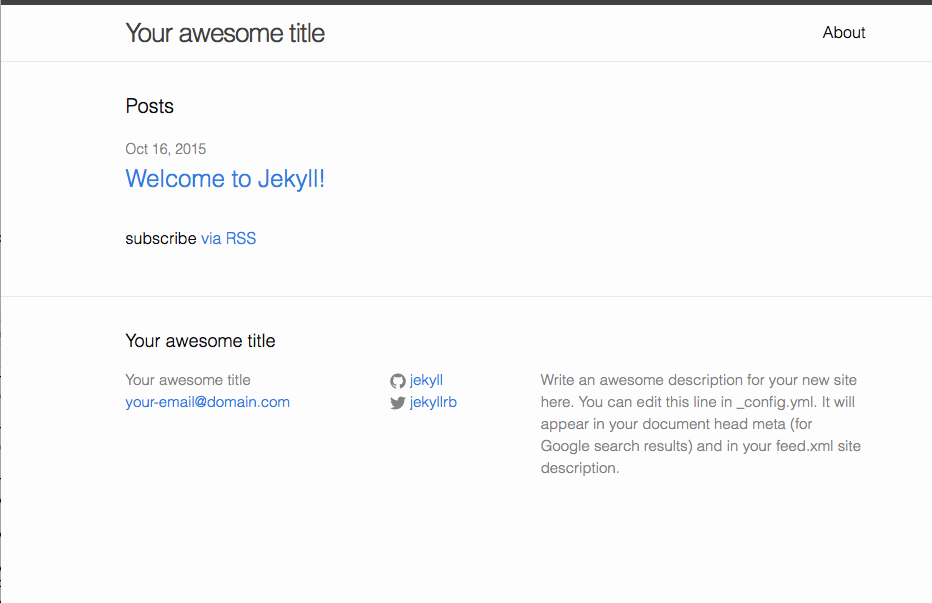 Your awesome title
About
Posts
Oct 16, 2015
Welcome to Jekyll!
subscribe via RSS
Your awesome title
Your awesome title
your-email@domain.com
jekyll
jekyllrb
Write an awesome description for your new site
here. You can edit this line in _config.yml. It will
appear in your document head meta (for
Google search results) and in your feed.xml site
description.